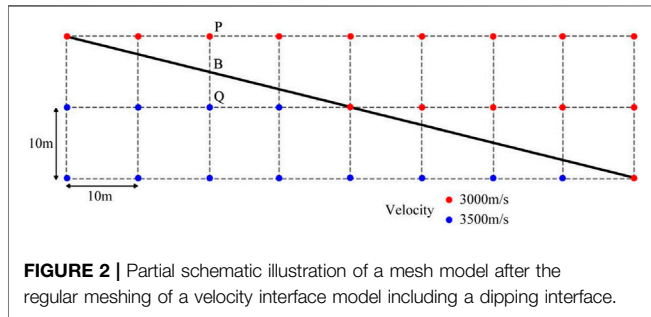 P
B
Q
10m
10m
Velocity
3000m/s
3500m/s
FIGURE 2 | Partial schematic illustration of a mesh model after the
regular meshing of a velocity interface model including a dipping interface.